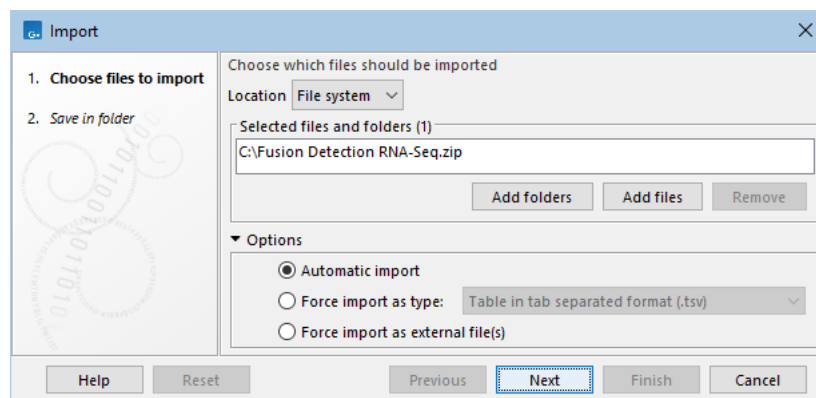 G.
Import
1. Choose files to import
2. Save in folder
Choose which files should be imported
Location File system
Selected files and folders (1)
C:\Fusion Detection RNA-Seq.zip
Add folders Add files Remove
Options
Automatic import
Force import as type: Table in tab separated format (.tsv)
Force import as external file(s)
Help Reset Previous Next Finish Cancel